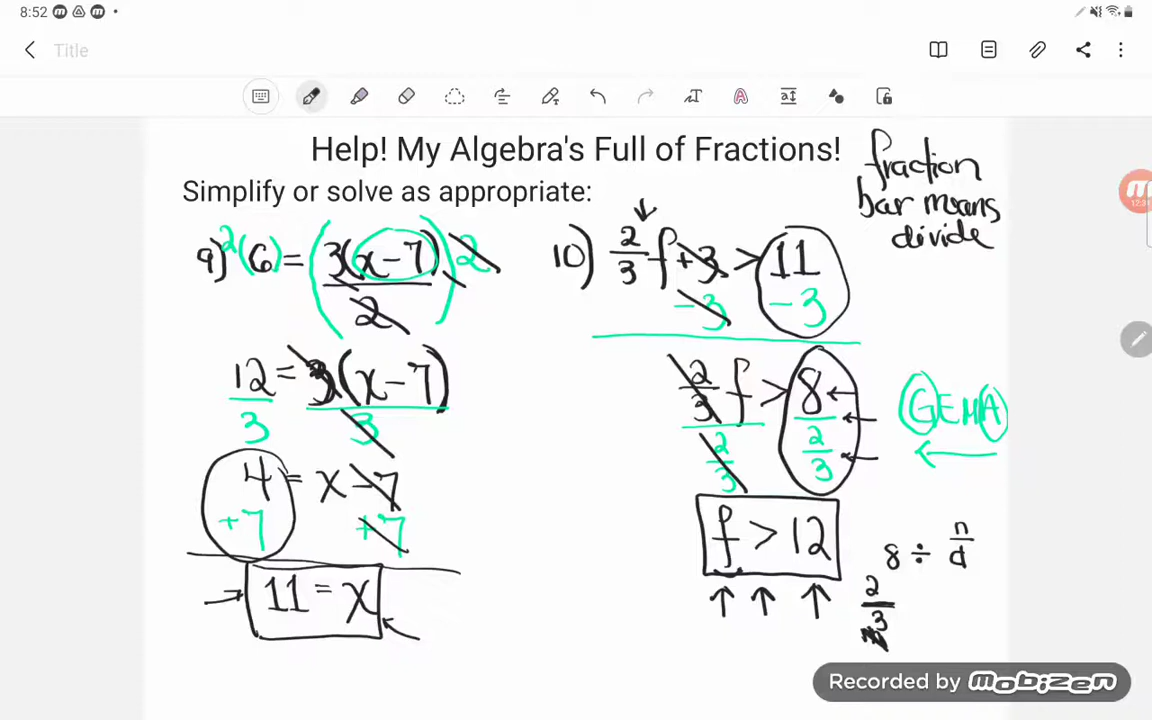 8:52
Title
Help! My Algebra's Full of Fractions!
Simplify or solve as appropriate:
fraction
bar means
divide
9) 2(6) = (3(x-7)/2) 2
12 = 3(x-7)
3 3
4 = x-7
+7 +7
11 = x
10) 2/3 f + 3 > 11
-3 -3
2/3 f > 8
2/3 2/3
GEMA
f > 12
8 ÷ n/d
2/3
12:31
Recorded by mobizen